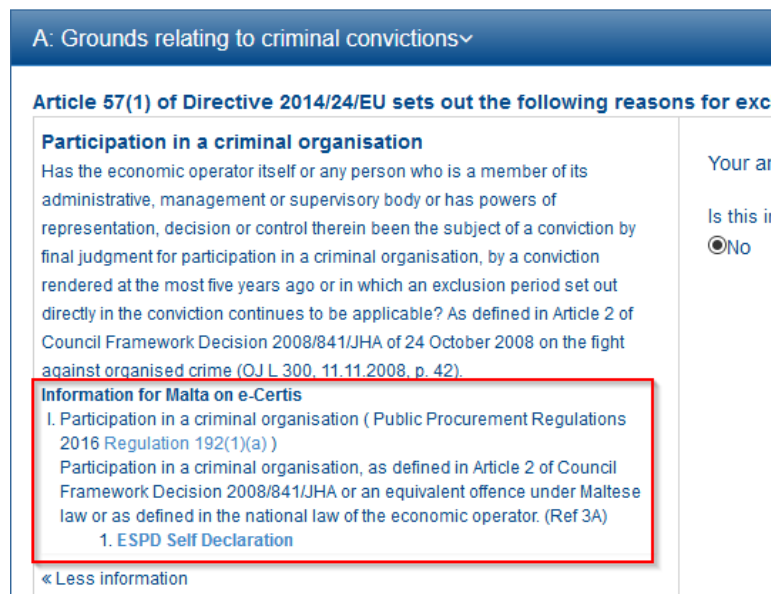 A: Grounds relating to criminal convictions
Article 57(1) of Directive 2014/24/EU sets out the following reasons for exc
Participation in a criminal organisation
Has the economic operator itself or any person who is a member of its
administrative, management or supervisory body or has powers of
representation, decision or control therein been the subject of a conviction by
final judgment for participation in a criminal organisation, by a conviction
rendered at the most five years ago or in which an exclusion period set out
directly in the conviction continues to be applicable? As defined in Article 2 of
Council Framework Decision 2008/841/JHA of 24 October 2008 on the fight
against organised crime (OJ L 300, 11.11.2008, p. 42).
Information for Malta on e-Certis
I. Participation in a criminal organisation ( Public Procurement Regulations
2016 Regulation 192(1)(a) )
Participation in a criminal organisation, as defined in Article 2 of Council
Framework Decision 2008/841/JHA or an equivalent offence under Maltese
law or as defined in the national law of the economic operator. (Ref 3A)
1. ESPD Self Declaration
« Less information
Your a
Is this i
No